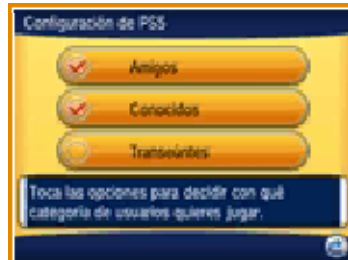 Configuración de PSS
Amigos
Conocidos
Transeúntes
Toca las opciones para decidir con qué
categoría de usuarios quieres jugar.